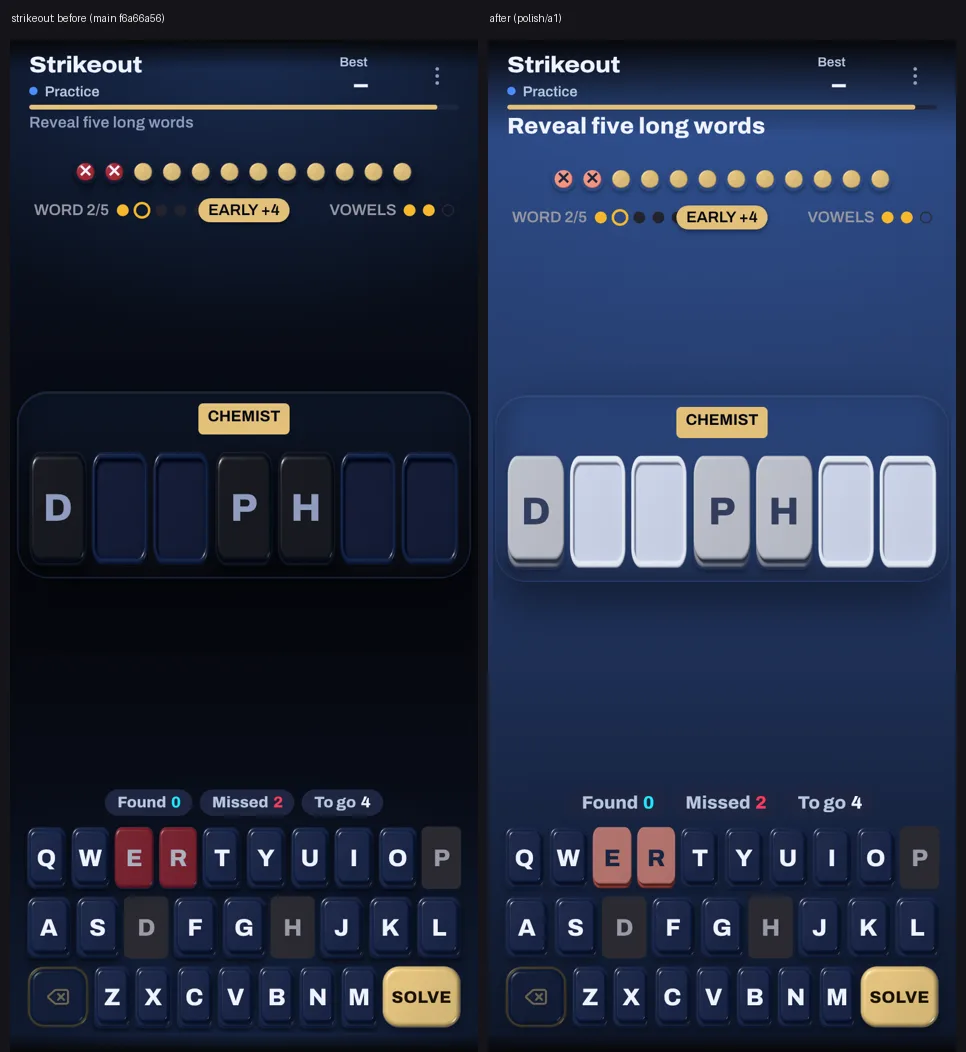 strikeout: before (main f6a66a56)
Strikeout
Best
Practice
–
Reveal five long words
WORD 2/5
EARLY +4
VOWELS
CHEMIST
D P H
Found 0 Missed 2 To go 4
Q W E R T Y U I O P
A S D F G H J K L
Z X C V B N M SOLVE
after (polish/a1)
Strikeout
Best
Practice
–
Reveal five long words
WORD 2/5
EARLY +4
VOWELS
CHEMIST
D P H
Found 0 Missed 2 To go 4
Q W E R T Y U I O P
A S D F G H J K L
Z X C V B N M SOLVE